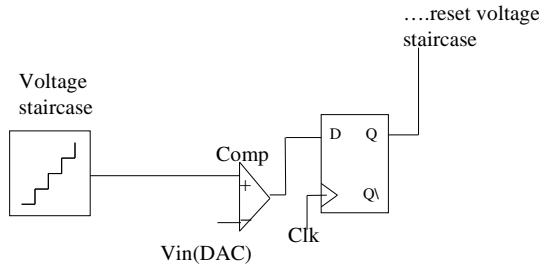 ….reset voltage
staircase
Voltage
staircase
D Q
Comp
+
Q\
−
Clk
Vin(DAC)